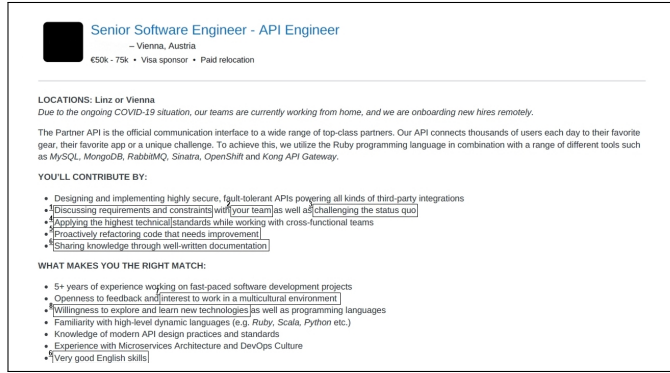 Senior Software Engineer - API Engineer
– Vienna, Austria
€50k - 75k • Visa sponsor • Paid relocation
LOCATIONS: Linz or Vienna
Due to the ongoing COVID-19 situation, our teams are currently working from home, and we are onboarding new hires remotely.
The Partner API is the official communication interface to a wide range of top-class partners. Our API connects thousands of users each day to their favorite
gear, their favorite app or a unique challenge. To achieve this, we utilize the Ruby programming language in combination with a range of different tools such
as MySQL, MongoDB, RabbitMQ, Sinatra, OpenShift and Kong API Gateway.
YOU'LL CONTRIBUTE BY:
• Designing and implementing highly secure, fault-tolerant APIs powering all kinds of third-party integrations
• 1 Discussing requirements and constraints with 2 your team as well as 3 challenging the status quo
• 4 Applying the highest technical standards while working with cross-functional teams
• 5 Proactively refactoring code that needs improvement
• 6 Sharing knowledge through well-written documentation
WHAT MAKES YOU THE RIGHT MATCH:
• 5+ years of experience working on fast-paced software development projects
• Openness to feedback and 7 interest to work in a multicultural environment
• 8 Willingness to explore and learn new technologies as well as programming languages
• Familiarity with high-level dynamic languages (e.g. Ruby, Scala, Python etc.)
• Knowledge of modern API design practices and standards
• Experience with Microservices Architecture and DevOps Culture
• Very good English skills